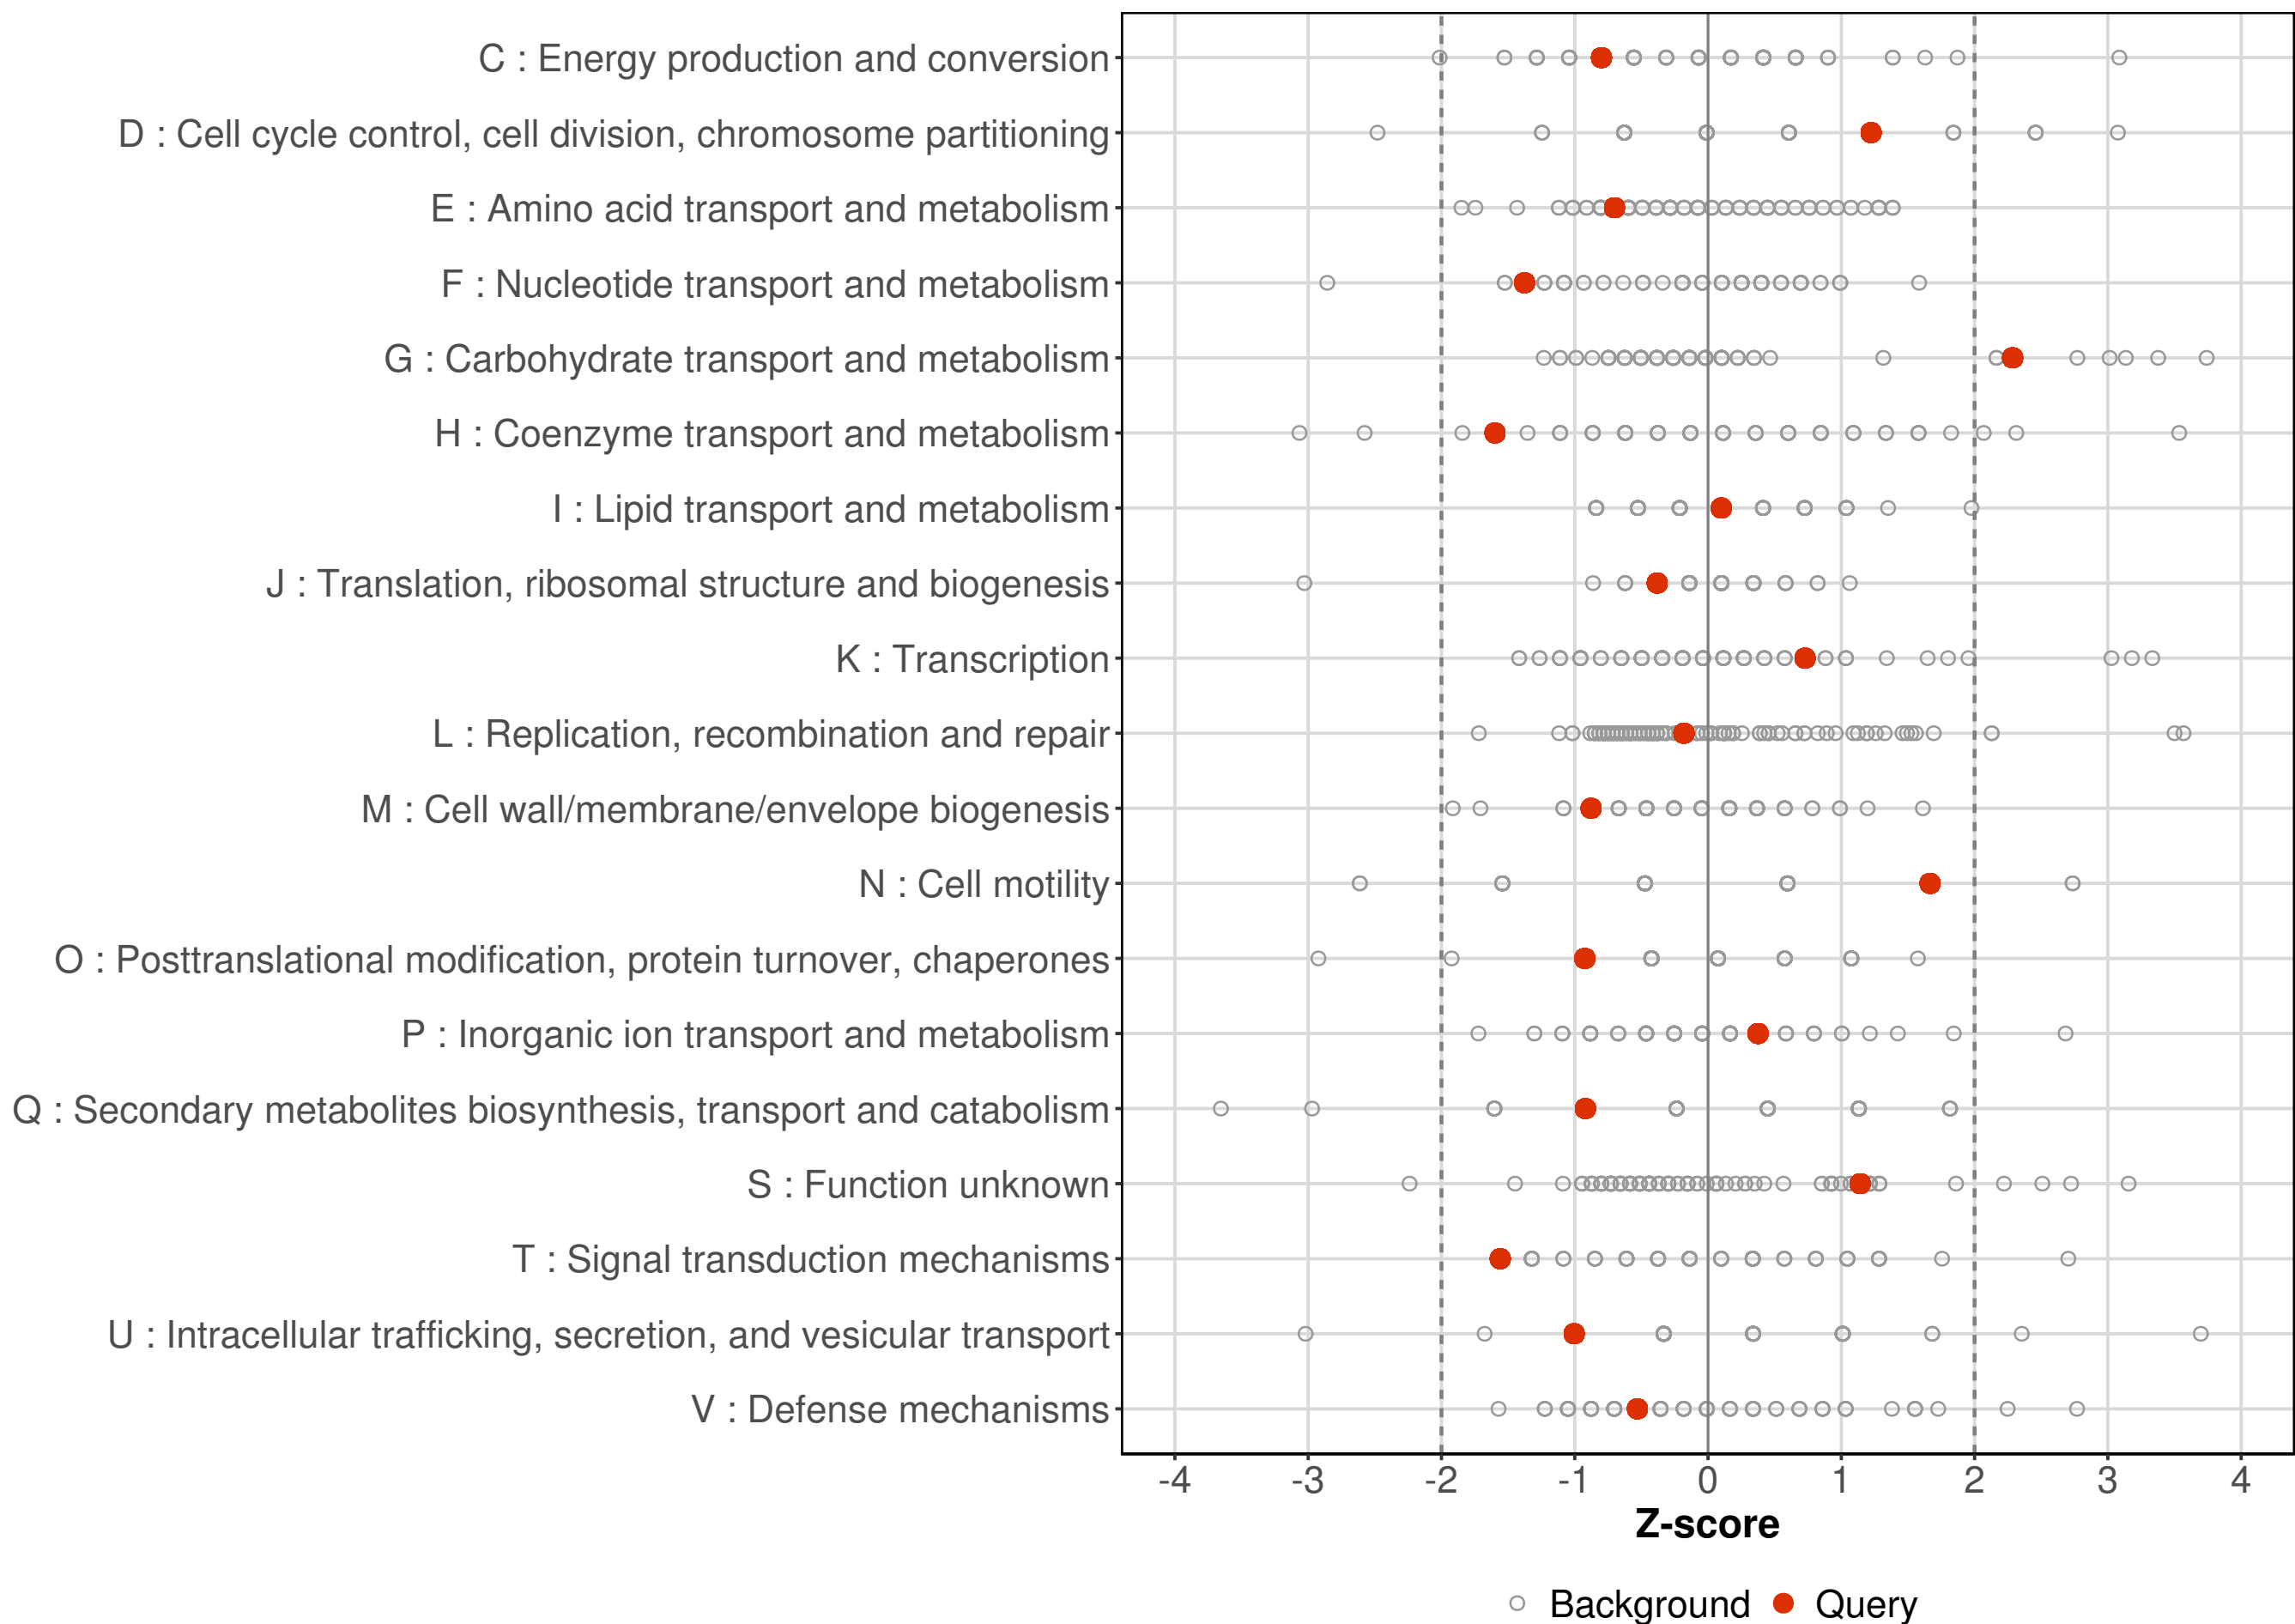 C : Energy production and conversion
D : Cell cycle control, cell division, chromosome partitioning
E : Amino acid transport and metabolism
F : Nucleotide transport and metabolism
G : Carbohydrate transport and metabolism
H : Coenzyme transport and metabolism
I : Lipid transport and metabolism
J : Translation, ribosomal structure and biogenesis
K : Transcription
L : Replication, recombination and repair
M : Cell wall/membrane/envelope biogenesis
N : Cell motility
O : Posttranslational modification, protein turnover, chaperones
P : Inorganic ion transport and metabolism
Q : Secondary metabolites biosynthesis, transport and catabolism
S : Function unknown
T : Signal transduction mechanisms
U : Intracellular trafficking, secretion, and vesicular transport
V : Defense mechanisms
-4 -3 -2 -1 0 1 2 3 4
Z-score
Background Query